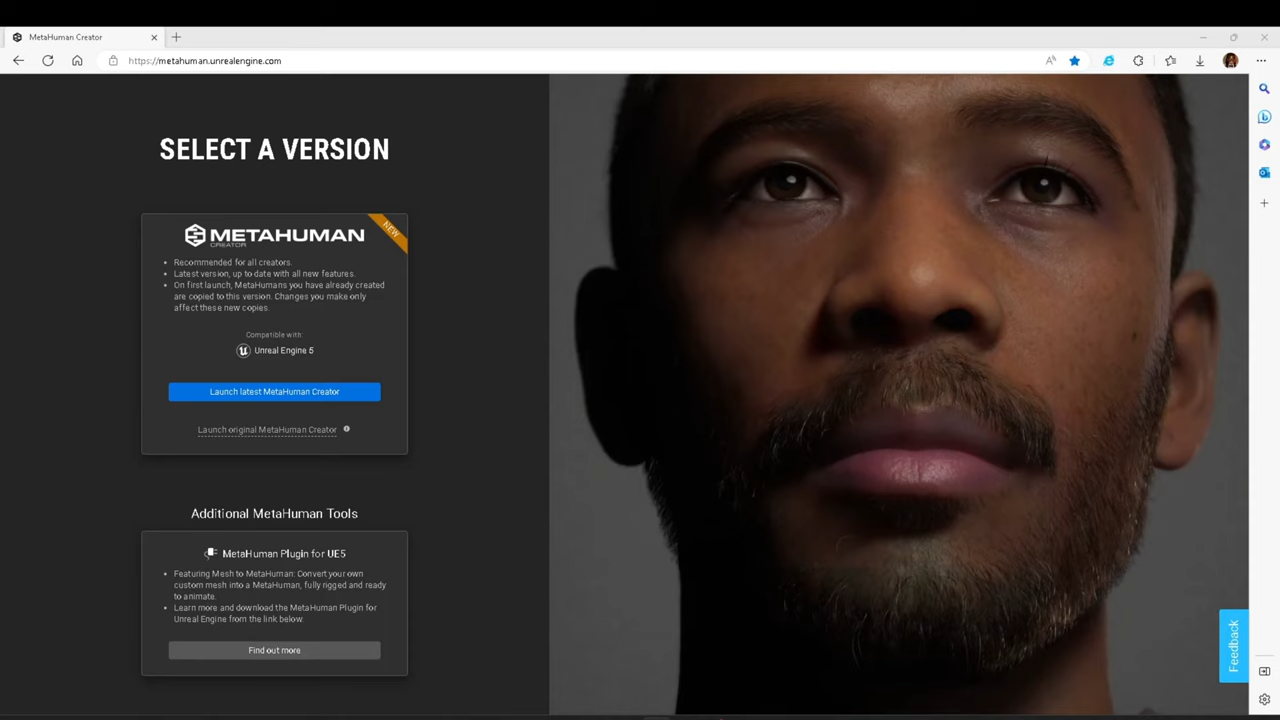 MetaHuman Creator
https://metahuman.unrealengine.com
SELECT A VERSION
METAHUMAN
CREATOR
NEW
Recommended for all creators.
Latest version, up to date with all new features.
On first launch, MetaHumans you have already created
are copied to this version. Changes you make only
affect these new copies.
Compatible with:
Unreal Engine 5
Launch latest MetaHuman Creator
Launch original MetaHuman Creator
Additional MetaHuman Tools
MetaHuman Plugin for UE5
Featuring Mesh to MetaHuman: Convert your own
custom mesh into a MetaHuman, fully rigged and ready
to animate.
Learn more and download the MetaHuman Plugin for
Unreal Engine from the link below.
Find out more
Feedback